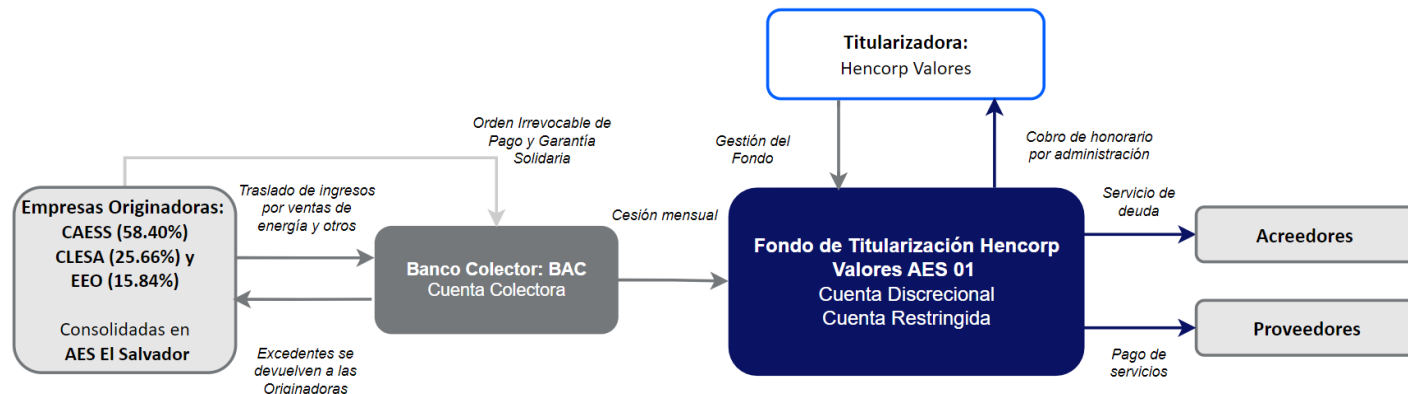 Titularizadora:
Hencorp Valores
Orden Irrevocable de
Pago y Garantía
Solidaria
Gestión del
Fondo
Cobro de honorario
por administración
Empresas Originadoras:
CAESS (58.40%)
CLESA (25.66%) y
EEO (15.84%)
Consolidadas en
AES El Salvador
Traslado de ingresos
por ventas de
energía y otros
Excedentes se
devuelven a las
Originadoras
Banco Colector: BAC
Cuenta Colectora
Cesión mensual
Fondo de Titularización Hencorp
Valores AES 01
Cuenta Discrecional
Cuenta Restringida
Servicio de
deuda
Acreedores
Pago de
servicios
Proveedores